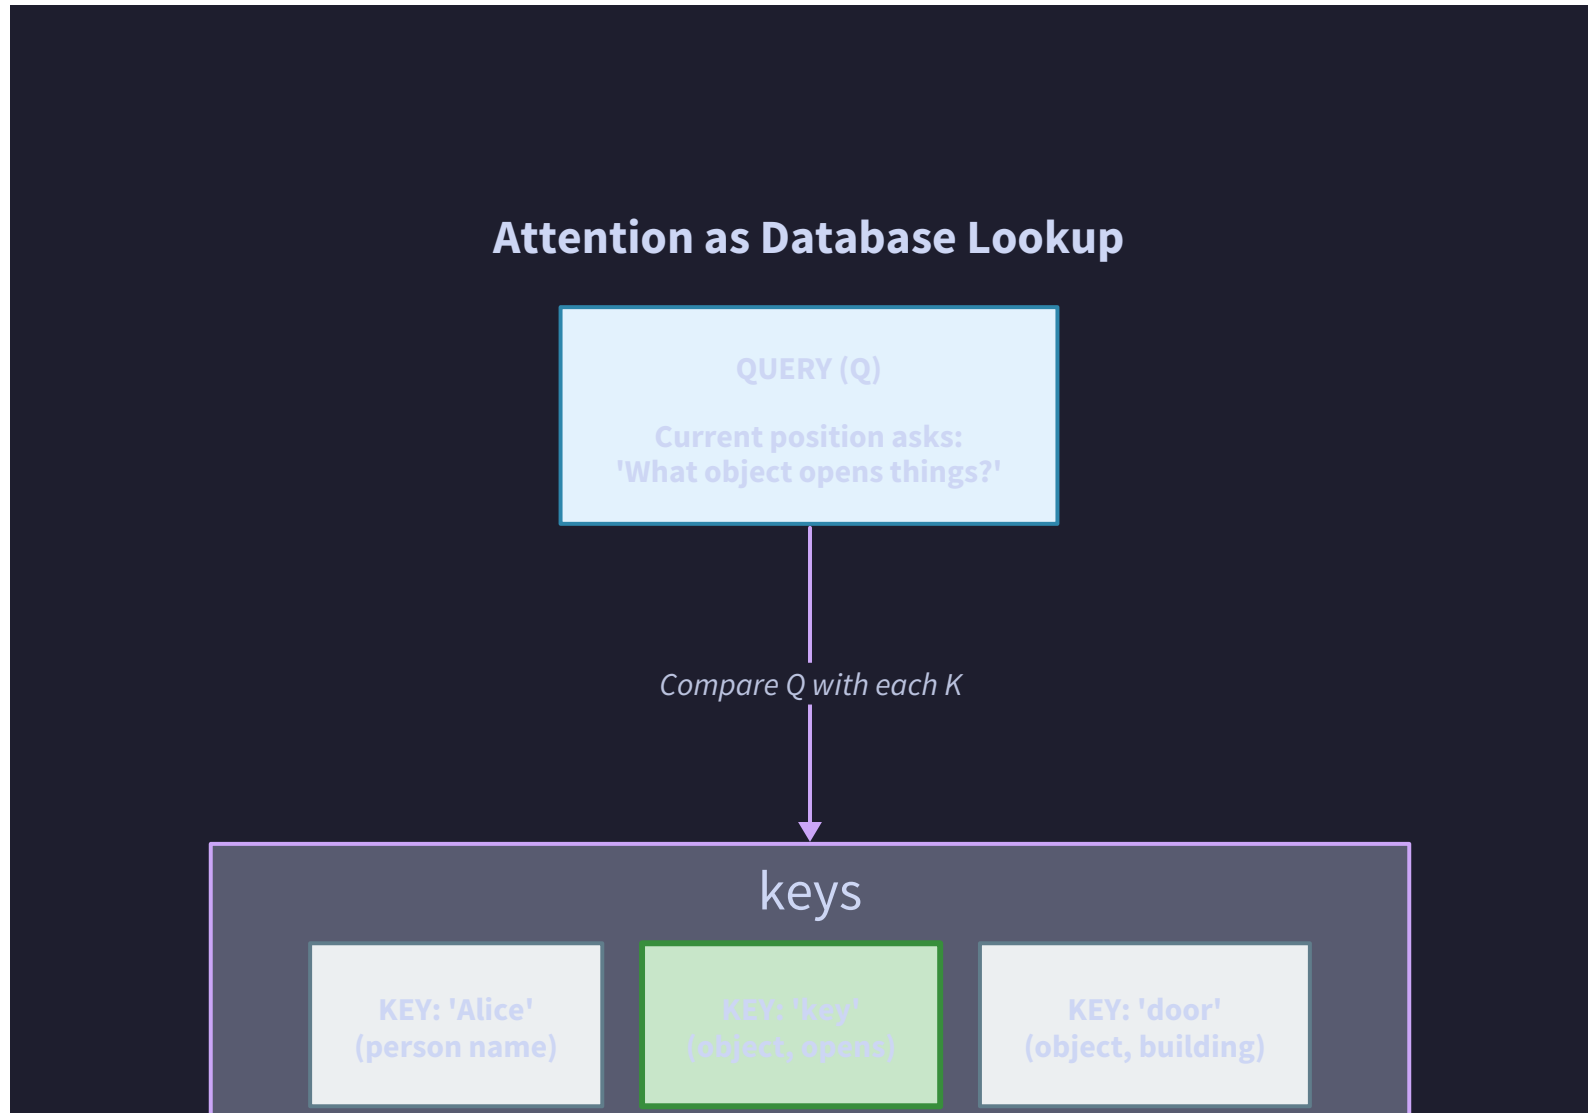 Attention as Database Lookup
QUERY (Q)
Current position asks:
'What object opens things?'
Compare Q with each K
keys
KEY: 'Alice'
(person name)
KEY: 'key'
(object, opens)
KEY: 'door'
(object, building)